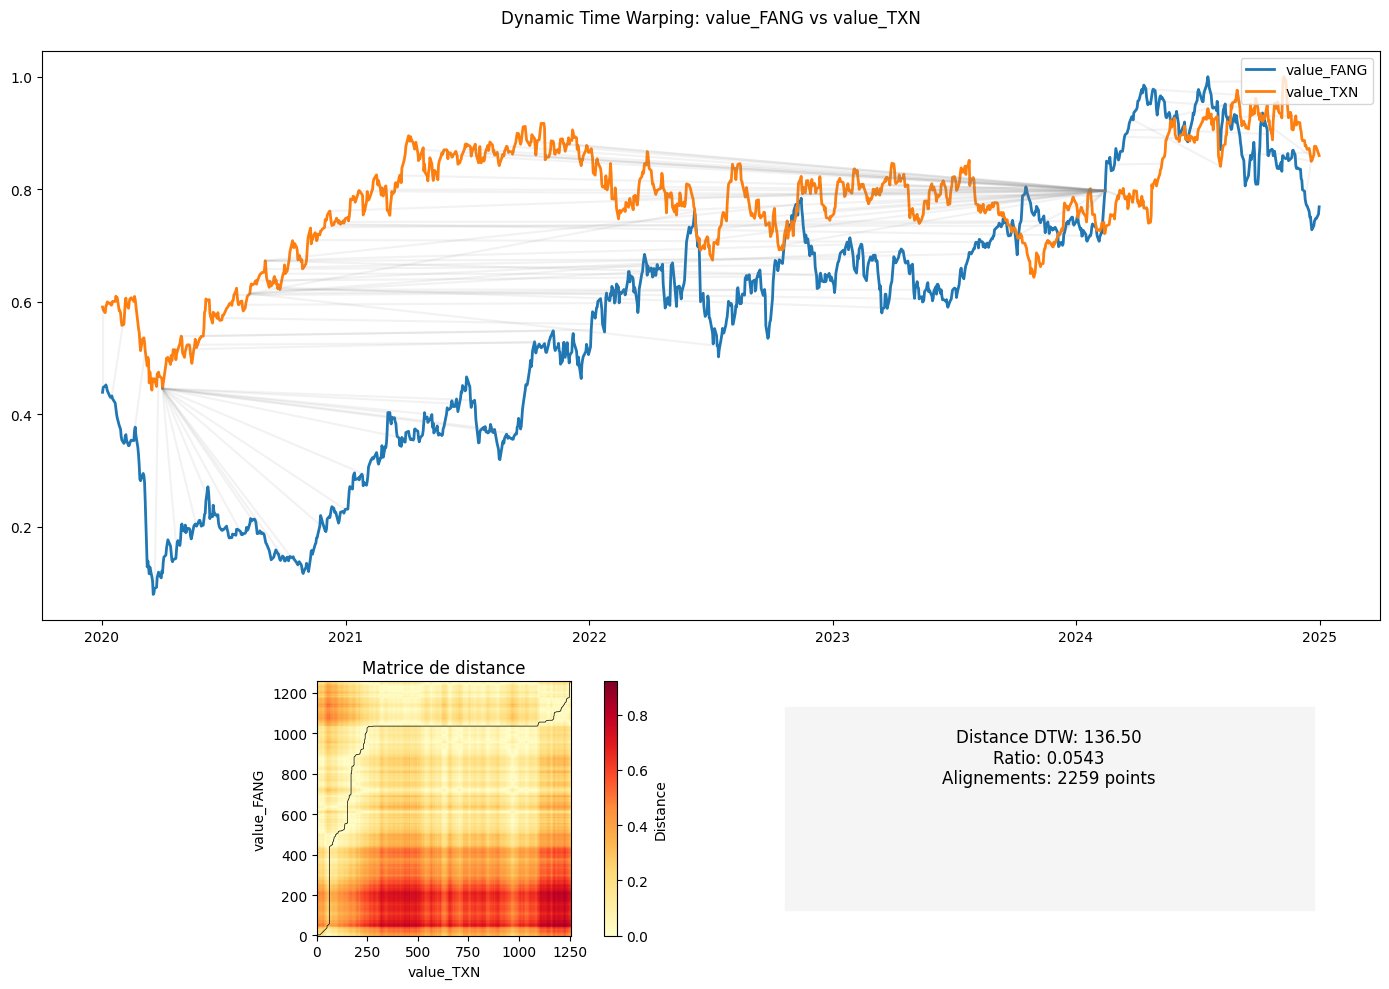 Dynamic Time Warping: value_FANG vs value_TXN
value_FANG
value_TXN
1.0
0.8
0.6
0.4
0.2
2020 2021 2022 2023 2024 2025
Matrice de distance
value_FANG
1200
1000
800
600
400
200
0
0 250 500 750 1000 1250
value_TXN
0.8
0.6
0.4
0.2
0.0
Distance
Distance DTW: 136.50
Ratio: 0.0543
Alignements: 2259 points